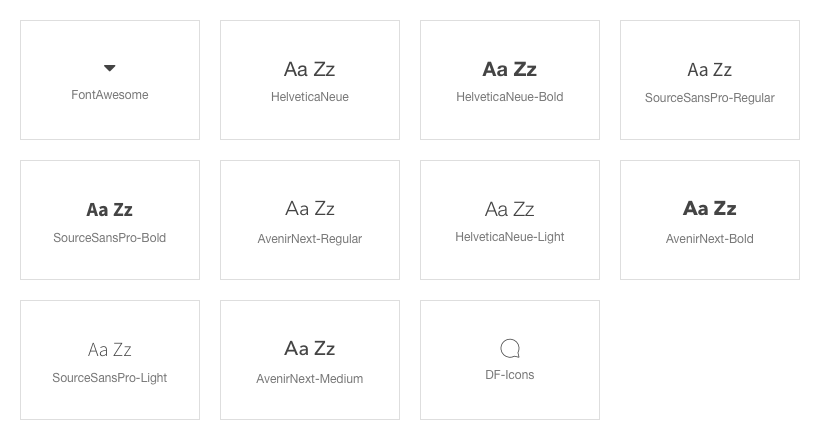 FontAwesome
Aa Zz
HelveticaNeue
Aa Zz
HelveticaNeue-Bold
Aa Zz
SourceSansPro-Regular
Aa Zz
SourceSansPro-Bold
Aa Zz
AvenirNext-Regular
Aa Zz
HelveticaNeue-Light
Aa Zz
AvenirNext-Bold
Aa Zz
SourceSansPro-Light
Aa Zz
AvenirNext-Medium
DF-Icons